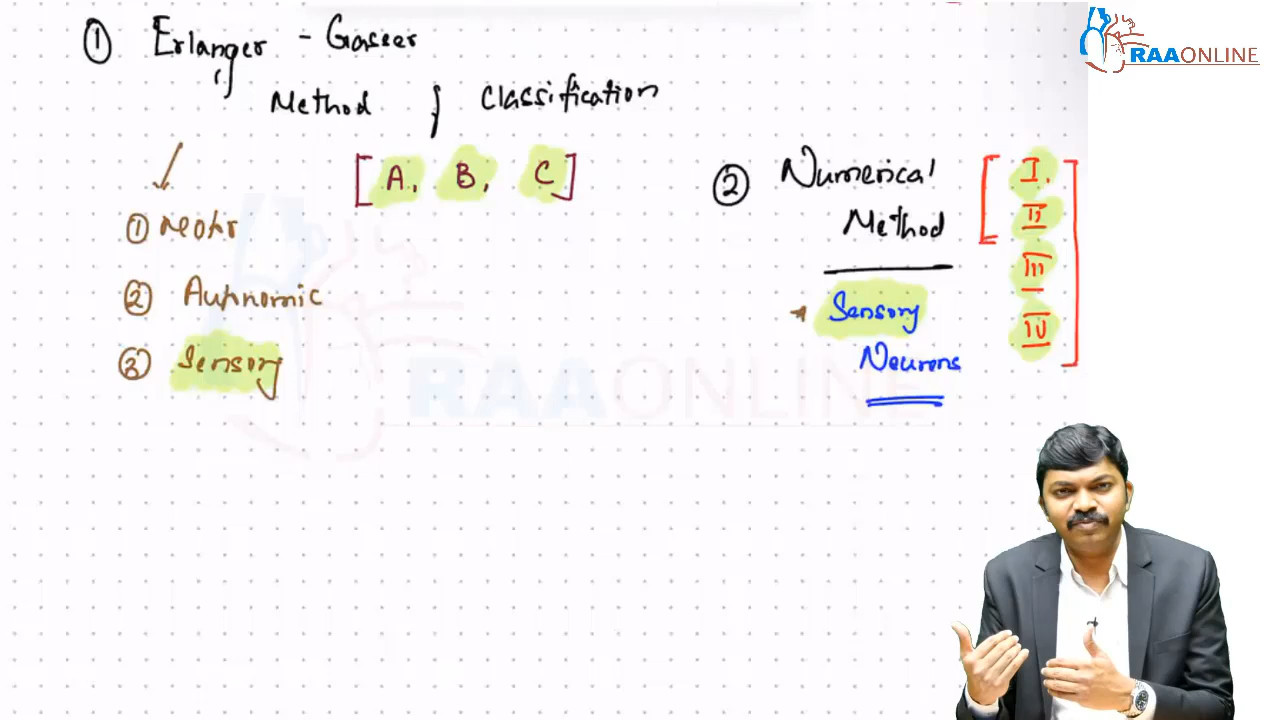 ① Erlanger - Gasser
Method of Classification
[A, B, C]
① Motor
② Autonomic
③ Sensory
② Numerical
Method
[I,
II
III
IV]
Sensory
Neurons
RAAONLINE
RAAONLINE